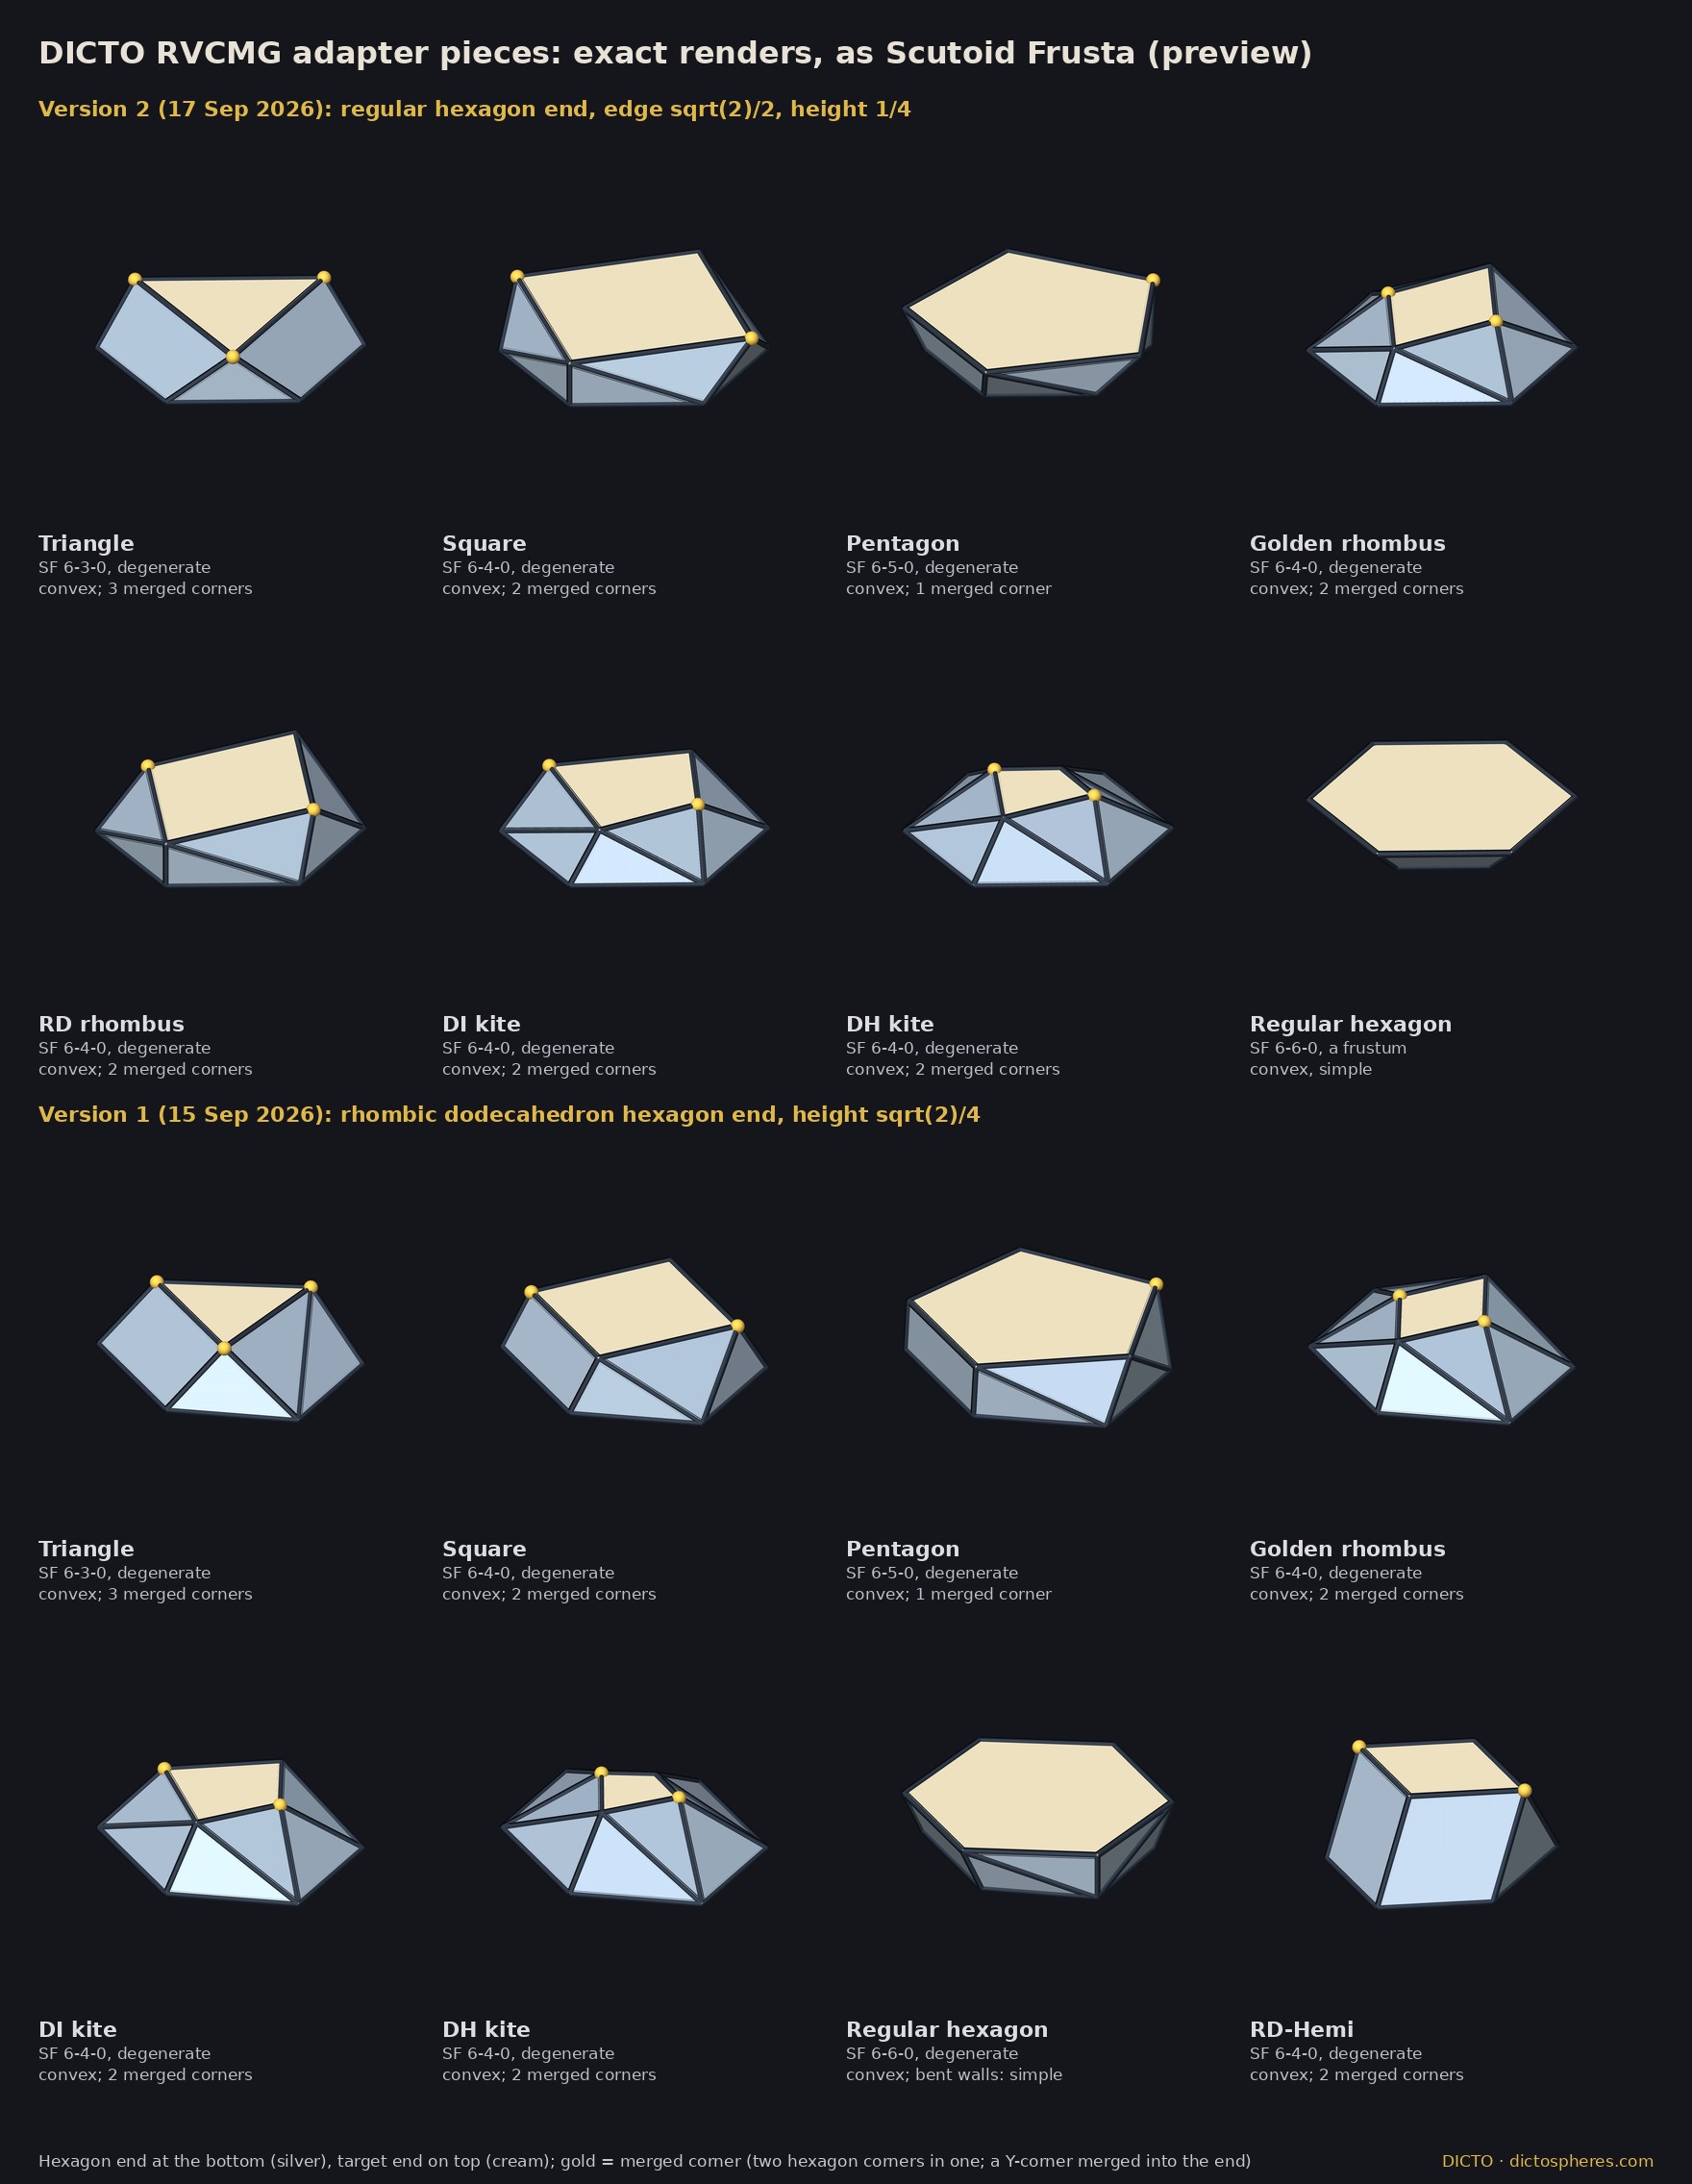 DICTO RVCMG adapter pieces: exact renders, as Scutoid Frusta (preview)
Version 2 (17 Sep 2026): regular hexagon end, edge sqrt(2)/2, height 1/4
Triangle
SF 6-3-0, degenerate
convex; 3 merged corners
Square
SF 6-4-0, degenerate
convex; 2 merged corners
Pentagon
SF 6-5-0, degenerate
convex; 1 merged corner
Golden rhombus
SF 6-4-0, degenerate
convex; 2 merged corners
RD rhombus
SF 6-4-0, degenerate
convex; 2 merged corners
DI kite
SF 6-4-0, degenerate
convex; 2 merged corners
DH kite
SF 6-4-0, degenerate
convex; 2 merged corners
Regular hexagon
SF 6-6-0, a frustum
convex, simple
Version 1 (15 Sep 2026): rhombic dodecahedron hexagon end, height sqrt(2)/4
Triangle
SF 6-3-0, degenerate
convex; 3 merged corners
Square
SF 6-4-0, degenerate
convex; 2 merged corners
Pentagon
SF 6-5-0, degenerate
convex; 1 merged corner
Golden rhombus
SF 6-4-0, degenerate
convex; 2 merged corners
DI kite
SF 6-4-0, degenerate
convex; 2 merged corners
DH kite
SF 6-4-0, degenerate
convex; 2 merged corners
Regular hexagon
SF 6-6-0, degenerate
convex; bent walls: simple
RD-Hemi
SF 6-4-0, degenerate
convex; 2 merged corners
Hexagon end at the bottom (silver), target end on top (cream); gold = merged corner (two hexagon corners in one; a Y-corner merged into the end)
DICTO · dictospheres.com